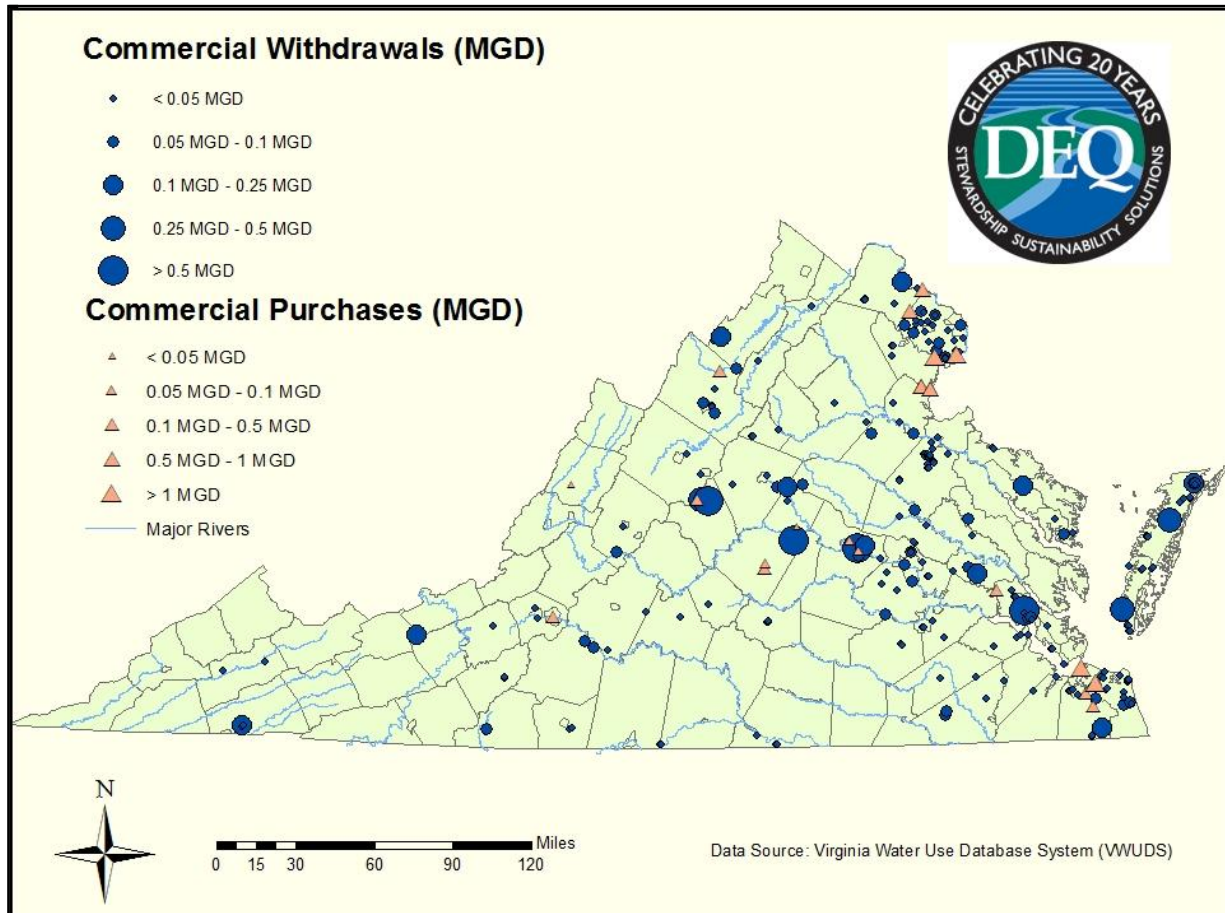 Commercial Withdrawals (MGD)
< 0.05 MGD
0.05 MGD - 0.1 MGD
0.1 MGD - 0.25 MGD
0.25 MGD - 0.5 MGD
> 0.5 MGD
Commercial Purchases (MGD)
< 0.05 MGD
0.05 MGD - 0.1 MGD
0.1 MGD - 0.5 MGD
0.5 MGD - 1 MGD
> 1 MGD
Major Rivers
CELEBRATING 20 YEARS
DEQ
STEWARDSHIP SUSTAINABILITY SOLUTIONS
N
Miles
0 15 30 60 90 120
Data Source: Virginia Water Use Database System (VWUDS)